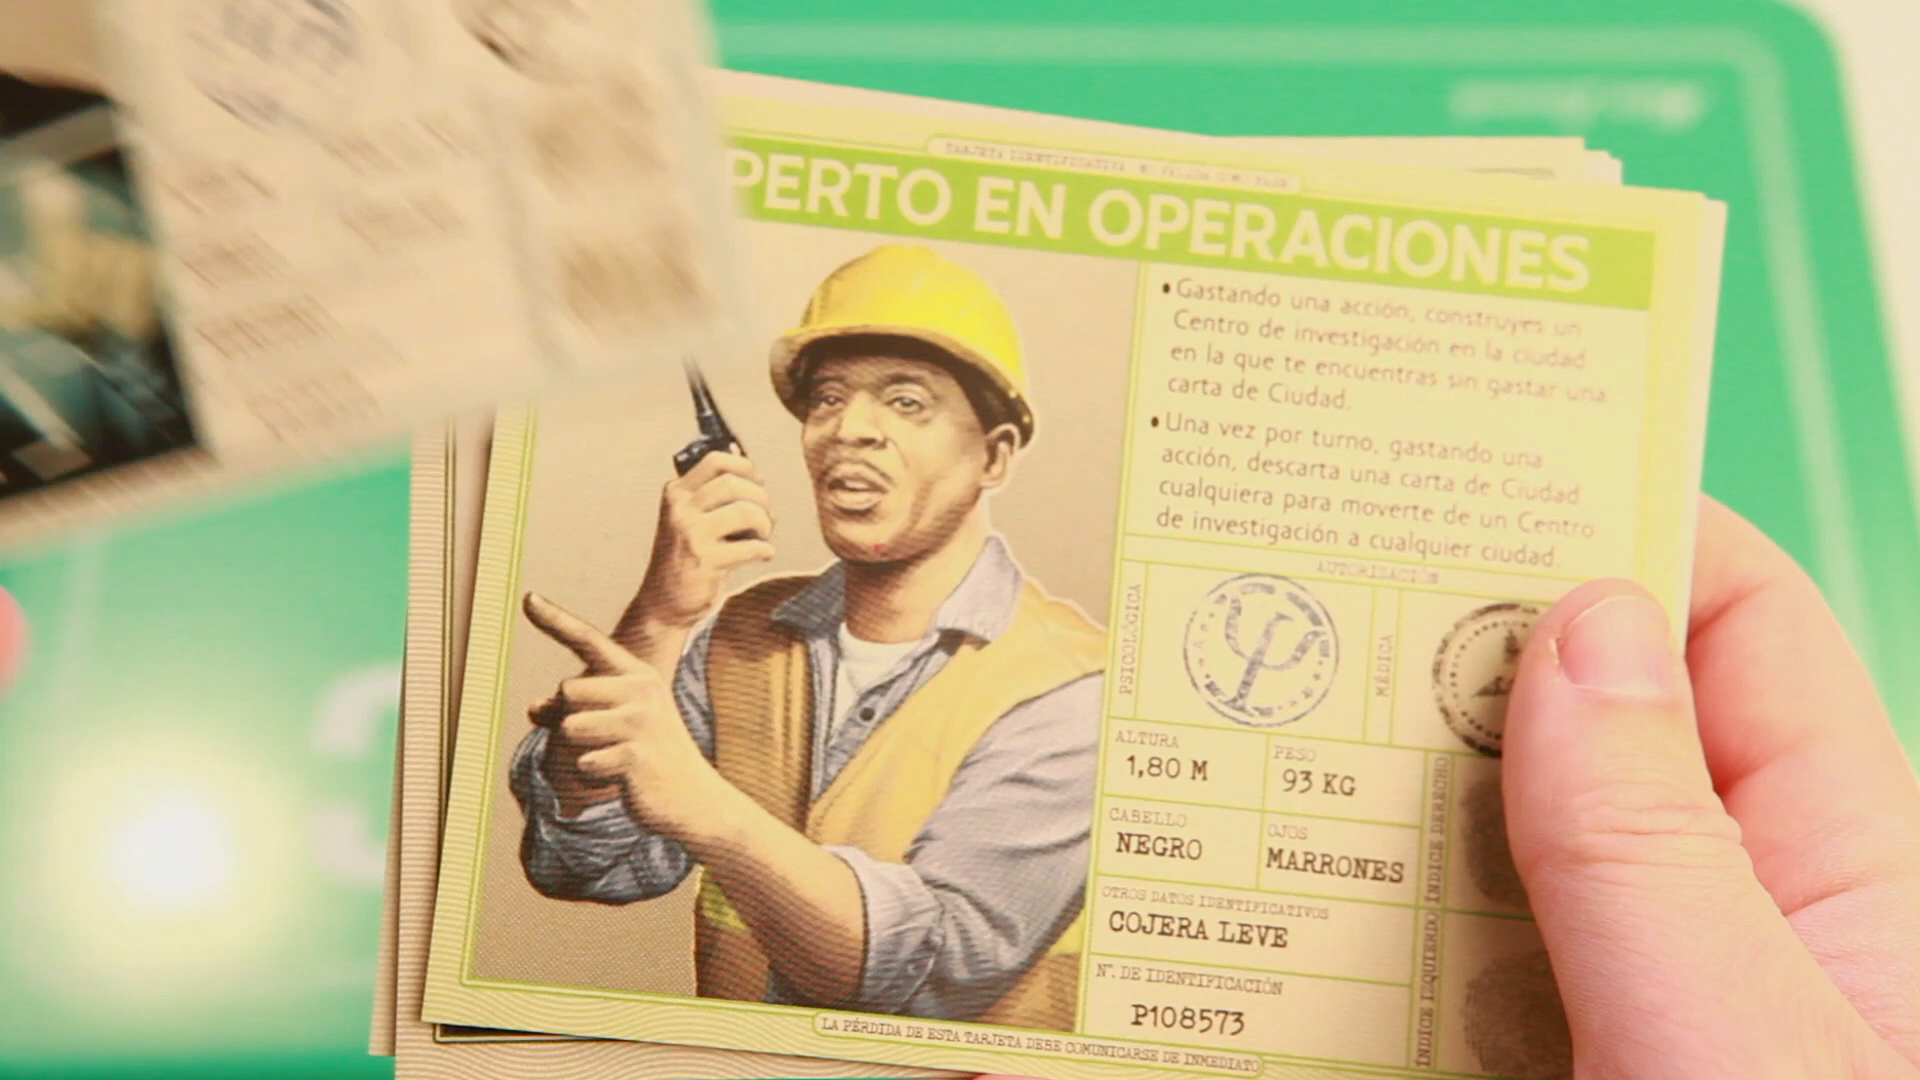 TARJETA IDENTIFICATIVA
PERTO EN OPERACIONES
• Gastando una acción, construyes un
Centro de investigación en la ciudad
en la que te encuentras sin gastar una
carta de Ciudad.
• Una vez por turno, gastando una
acción, descarta una carta de Ciudad
cualquiera para moverte de un Centro
de investigación a cualquier ciudad.
AUTORIZACIÓN
PSICOLÓGICA
MÉDICA
ALTURA
1,80 M
PESO
93 KG
CABELLO
NEGRO
OJOS
MARRONES
ÍNDICE DERECHO
OTROS DATOS IDENTIFICATIVOS
COJERA LEVE
Nº. DE IDENTIFICACIÓN
P108573
ÍNDICE IZQUIERDO
LA PÉRDIDA DE ESTA TARJETA DEBE COMUNICARSE DE INMEDIATO